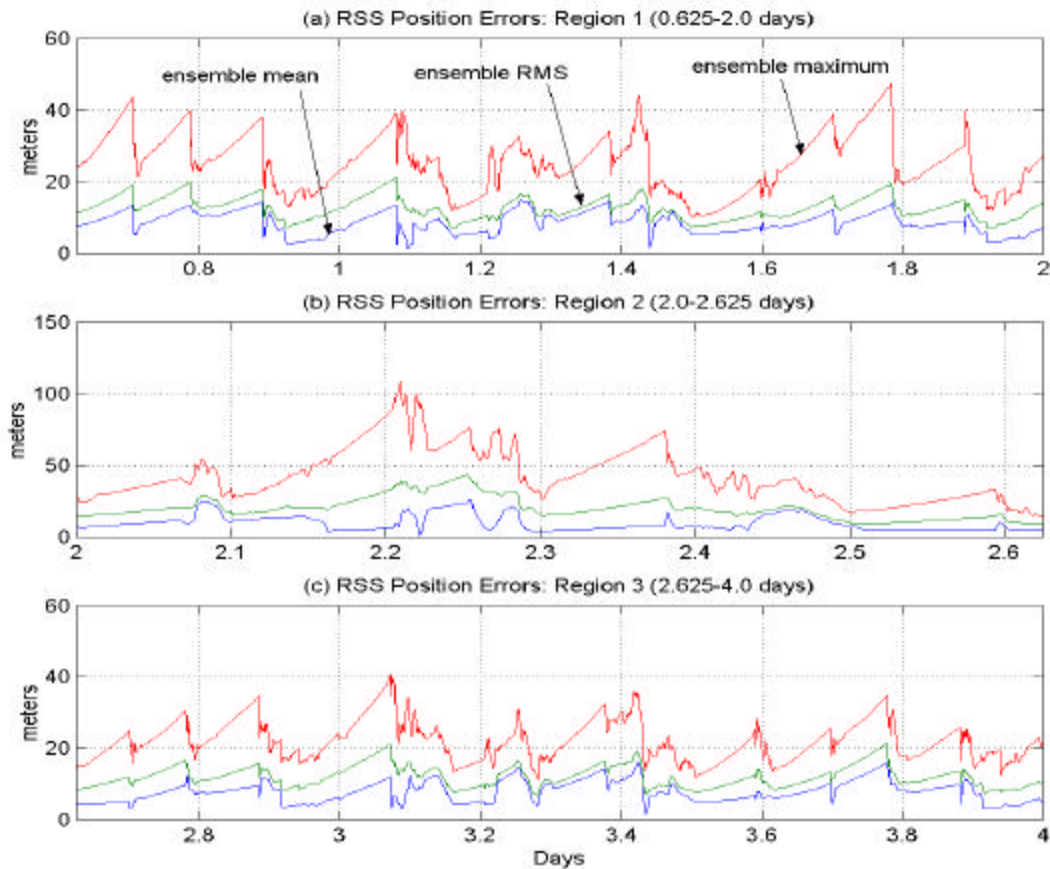 (a) RSS Position Errors: Region 1 (0.625-2.0 days)
60
40
20
0
meters
ensemble mean
ensemble RMS
ensemble maximum
0.8 1 1.2 1.4 1.6 1.8 2
(b) RSS Position Errors: Region 2 (2.0-2.625 days)
150
100
50
0
meters
2 2.1 2.2 2.3 2.4 2.5 2.6
(c) RSS Position Errors: Region 3 (2.625-4.0 days)
60
40
20
0
meters
2.8 3 3.2 3.4 3.6 3.8 4
Days